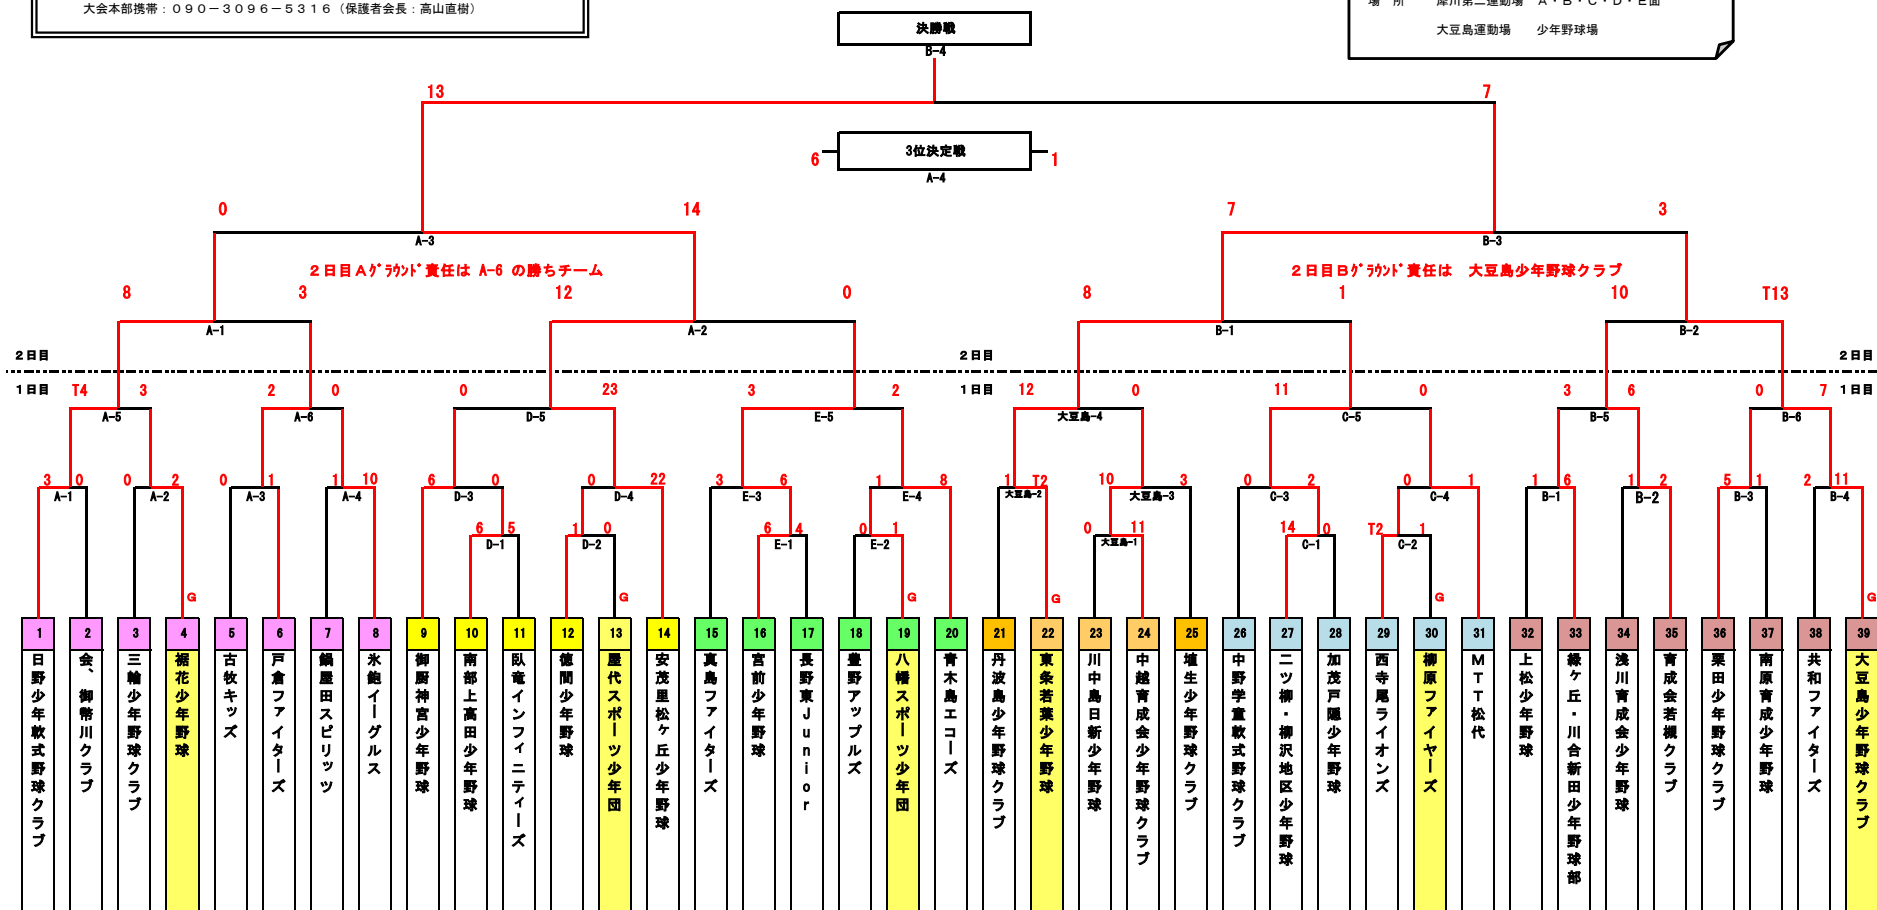 大会本部携帯：０９０－３０９６－５３１６（保護者会長：高山直樹）
場　所　　犀川第二運動場　Ａ・Ｂ・Ｃ・Ｄ・Ｅ面
大豆島運動場　　少年野球場
決勝戦
B-4
13 7
3位決定戦
6 1
A-4
0 14 7 3
A-3 B-3
２日目Ａｸﾞﾗｳﾝﾄﾞ責任は A-6 の勝ちチーム
２日目Ｂｸﾞﾗｳﾝﾄﾞ責任は　大豆島少年野球クラブ
8 3 12 0 8 1 10 T13
A-1 A-2 B-1 B-2
２日目 ２日目 ２日目
１日目 T4 3 2 0 0 23 3 2 １日目 12 0 11 0 3 6 0 7 １日目
A-5 A-6 D-5 E-5 大豆島-4 C-5 B-5 B-6
3 0 0 2 0 1 1 10 6 0 0 22 3 6 1 8 1 T2 10 3 0 2 0 1 1 6 1 2 5 1 2 11
A-1 A-2 A-3 A-4 D-3 D-4 E-3 E-4 大豆島-2 大豆島-3 C-3 C-4 B-1 B-2 B-3 B-4
6 5 1 0 6 4 0 1 0 11 14 0 T2 1
D-1 D-2 E-1 E-2 大豆島-1 C-1 C-2
G G G G G G
1 2 3 4 5 6 7 8 9 10 11 12 13 14 15 16 17 18 19 20 21 22 23 24 25 26 27 28 29 30 31 32 33 34 35 36 37 38 39
日野少年軟式野球クラブ
会、御幣川クラブ
三輪少年野球クラブ
裾花少年野球
古牧キッズ
戸倉ファイターズ
鍋屋田スピリッツ
氷鉋イーグルス
御厨神宮少年野球
南部上高田少年野球
臥竜インフィニティーズ
徳間少年野球
屋代スポーツ少年団
安茂里松ケ丘少年野球
真島ファイターズ
宮前少年野球
長野東Ｊｕｎｉｏｒ
豊野アップルズ
八幡スポーツ少年団
青木島エコーズ
丹波島少年野球クラブ
東条若葉少年野球
川中島日新少年野球
中越育成会少年野球クラブ
埴生少年野球クラブ
中野学童軟式野球クラブ
二ツ柳・柳沢地区少年野球
加茂戸隠少年野球
西寺尾ライオンズ
柳原ファイヤーズ
ＭＴＴ松代
上松少年野球
緑ケ丘・川合新田少年野球部
浅川育成会少年野球
育成会若槻クラブ
栗田少年野球クラブ
南原育成少年野球
共和ファイターズ
大豆島少年野球クラブ